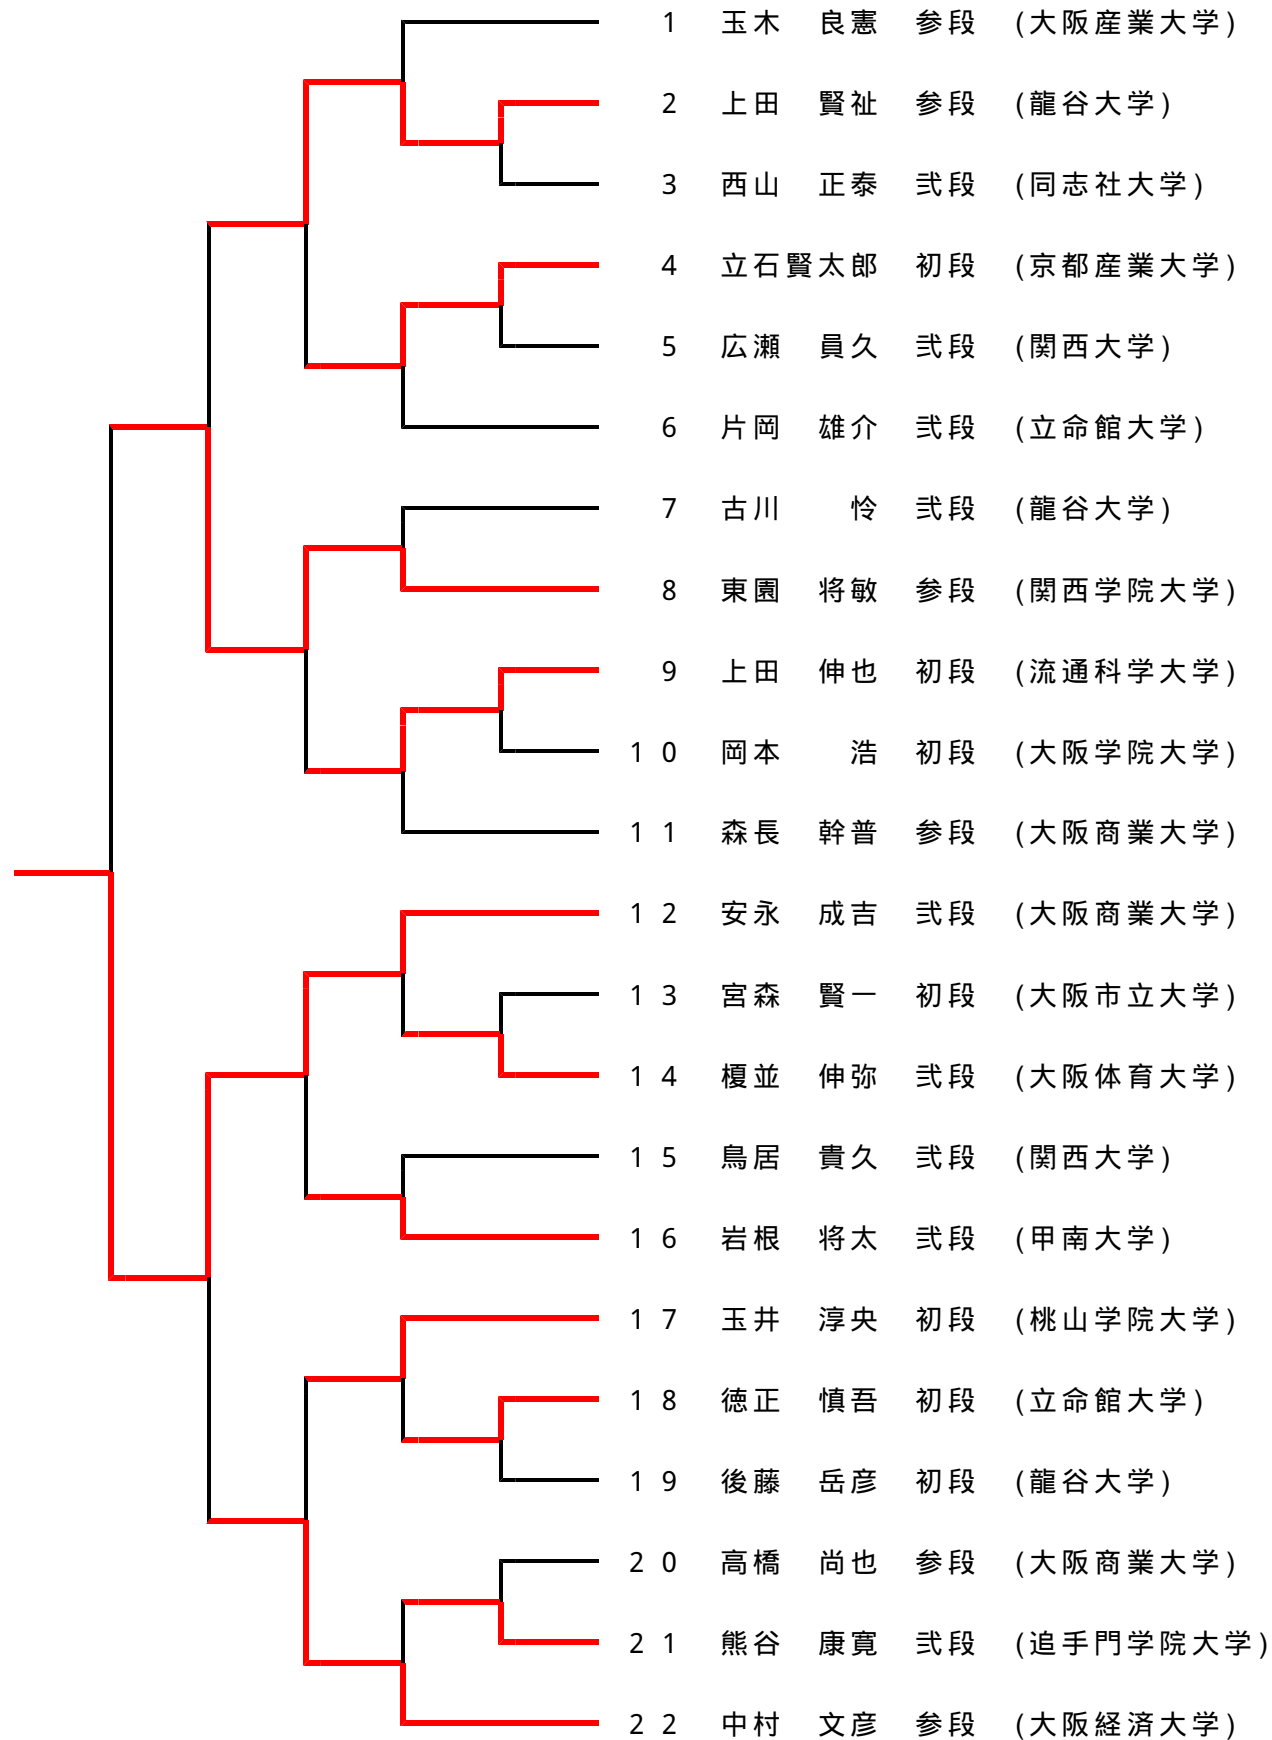 1 玉木 良憲 参段 (大阪産業大学)
2 上田 賢祉 参段 (龍谷大学)
3 西山 正泰 弐段 (同志社大学)
4 立石賢太郎 初段 (京都産業大学)
5 広瀬 員久 弐段 (関西大学)
6 片岡 雄介 弐段 (立命館大学)
7 古川 怜 弐段 (龍谷大学)
8 東園 将敏 参段 (関西学院大学)
9 上田 伸也 初段 (流通科学大学)
10 岡本 浩 初段 (大阪学院大学)
11 森長 幹普 参段 (大阪商業大学)
12 安永 成吉 弐段 (大阪商業大学)
13 宮森 賢一 初段 (大阪市立大学)
14 榎並 伸弥 弐段 (大阪体育大学)
15 鳥居 貴久 弐段 (関西大学)
16 岩根 将太 弐段 (甲南大学)
17 玉井 淳央 初段 (桃山学院大学)
18 徳正 慎吾 初段 (立命館大学)
19 後藤 岳彦 初段 (龍谷大学)
20 高橋 尚也 参段 (大阪商業大学)
21 熊谷 康寛 弐段 (追手門学院大学)
22 中村 文彦 参段 (大阪経済大学)